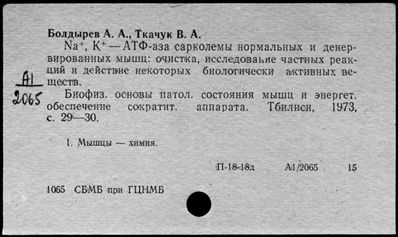 Болдырев А. А., Ткачук В. А.
Na⁺, K⁺ — АТФ-аза сарколемы нормальных и денер-
вированных мышц: очистка, исследование частных реак-
ций и действие некоторых биологически активных ве-
ществ.
А1
2065
Биофиз. основы патол. состояния мышц и энергет.
обеспечение сократит. аппарата. Тбилиси, 1973,
с. 29—30.
1. Мышцы — химия.
П-18-18д А1/2065 15
1065 СБМБ при ГЦНМБ